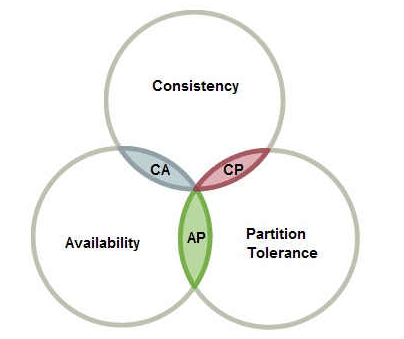 Consistency
CA
CP
Availability
AP
Partition
Tolerance